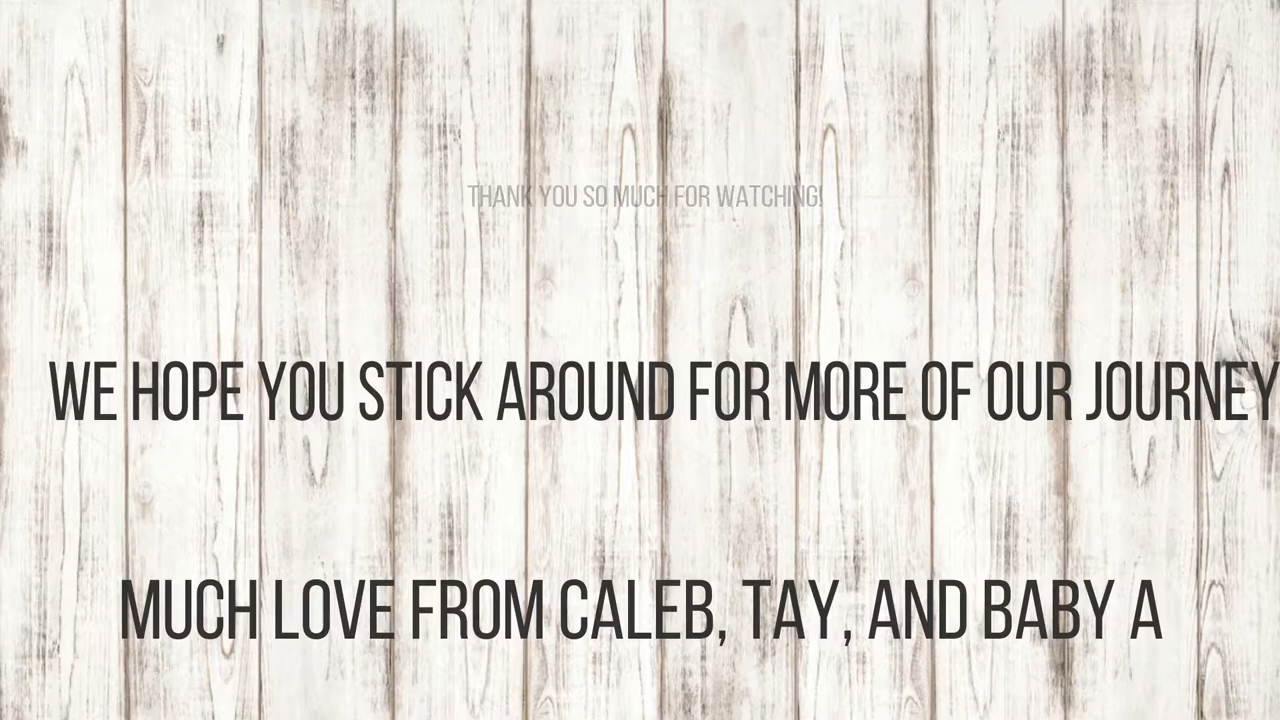 THANK YOU SO MUCH FOR WATCHING!
WE HOPE YOU STICK AROUND FOR MORE OF OUR JOURNEY
MUCH LOVE FROM CALEB, TAY, AND BABY A